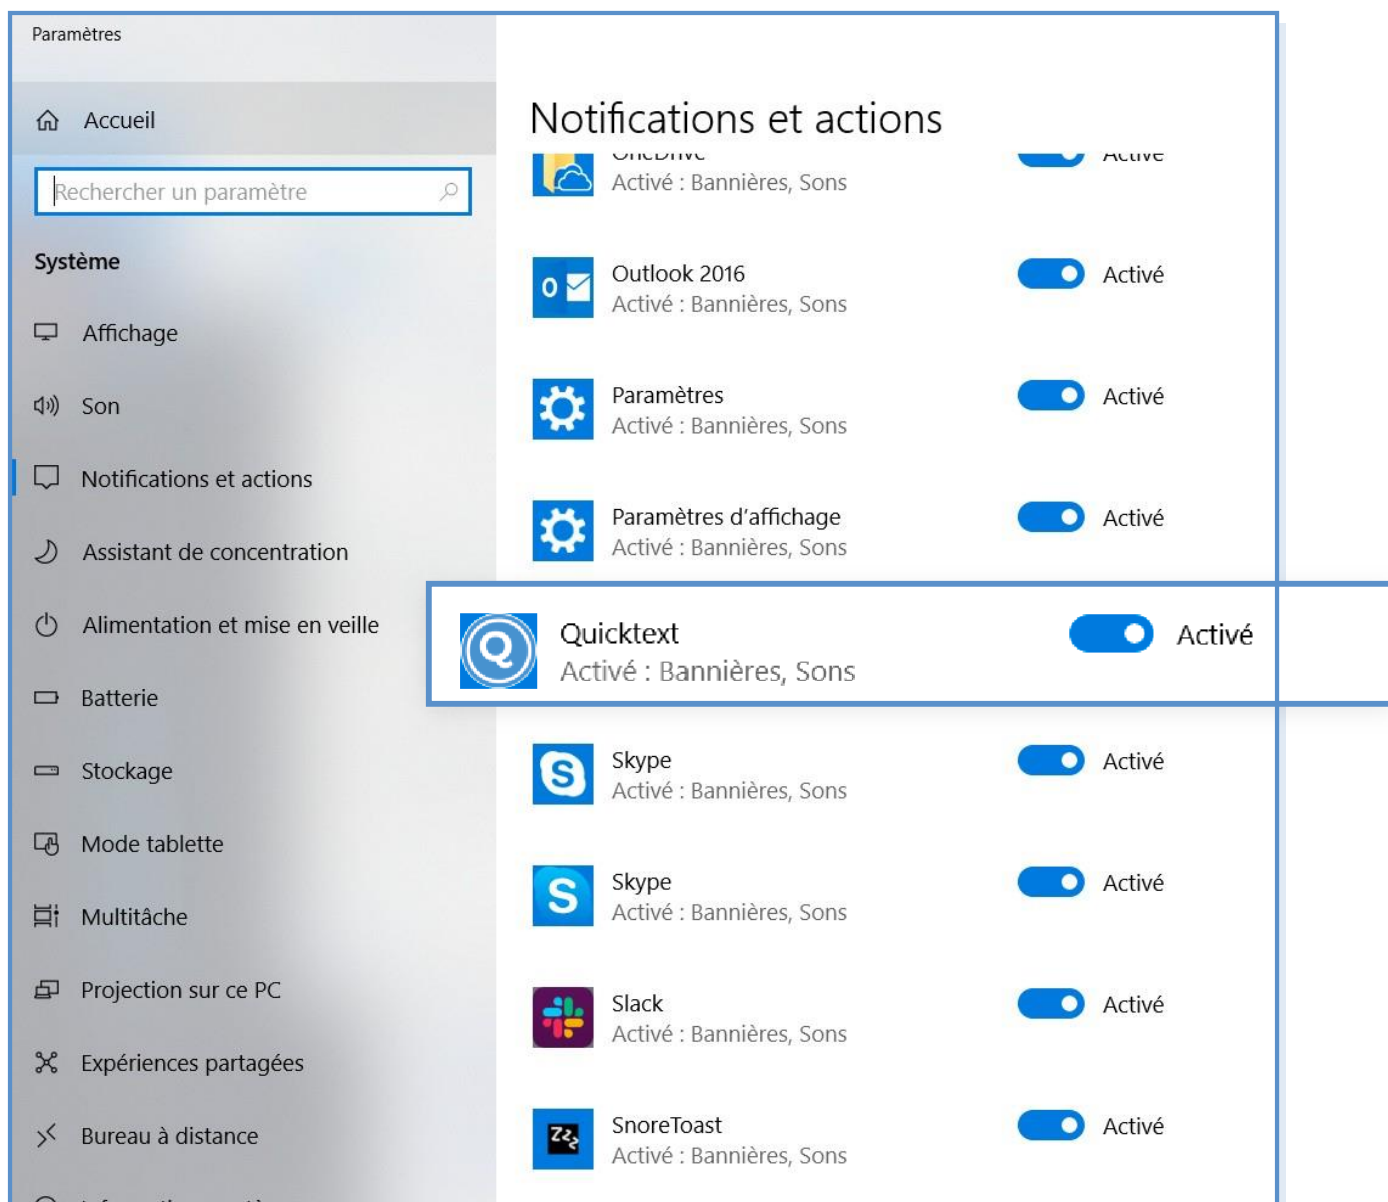 Paramètres
Accueil
Rechercher un paramètre
Système
Affichage
Son
Notifications et actions
Assistant de concentration
Alimentation et mise en veille
Batterie
Stockage
Mode tablette
Multitâche
Projection sur ce PC
Expériences partagées
Bureau à distance
Notifications et actions
OneDrive
Activé
Activé : Bannières, Sons
Outlook 2016
Activé
Activé : Bannières, Sons
Paramètres
Activé
Activé : Bannières, Sons
Paramètres d'affichage
Activé
Activé : Bannières, Sons
Quicktext
Activé
Activé : Bannières, Sons
Skype
Activé
Activé : Bannières, Sons
Skype
Activé
Activé : Bannières, Sons
Slack
Activé
Activé : Bannières, Sons
SnoreToast
Activé
Activé : Bannières, Sons